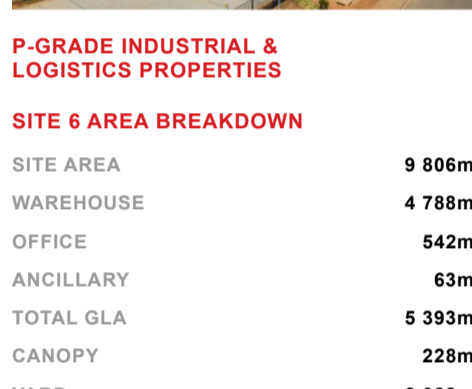 P-GRADE INDUSTRIAL &
LOGISTICS PROPERTIES
SITE 6 AREA BREAKDOWN
SITE AREA 9 806m
WAREHOUSE 4 788m
OFFICE 542m
ANCILLARY 63m
TOTAL GLA 5 393m
CANOPY 228m